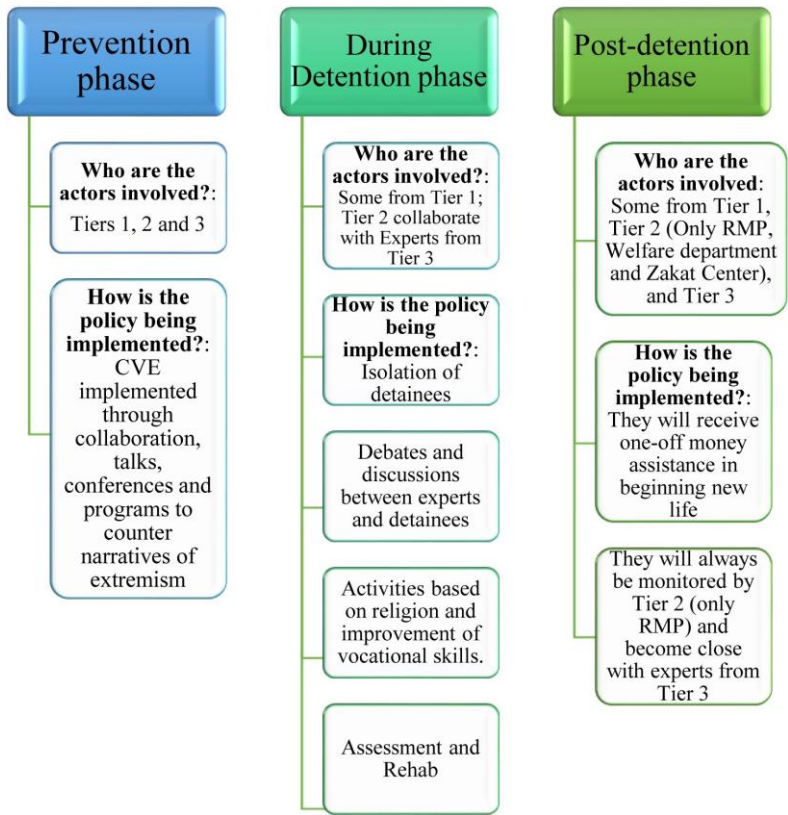 Prevention
phase
Who are the
actors involved?:
Tiers 1, 2 and 3
How is the
policy being
implemented?:
CVE
implemented
through
collaboration,
talks,
conferences and
programs to
counter
narratives of
extremism
During
Detention phase
Who are the
actors involved?:
Some from Tier 1;
Tier 2 collaborate
with Experts from
Tier 3
How is the policy
being
implemented?:
Isolation of
detainees
Debates and
discussions
between experts
and detainees
Activities based
on religion and
improvement of
vocational skills.
Assessment and
Rehab
Post-detention
phase
Who are the
actors involved:
Some from Tier 1,
Tier 2 (Only RMP,
Welfare department
and Zakat Center),
and Tier 3
How is the
policy being
implemented?:
They will receive
one-off money
assistance in
beginning new
life
They will always
be monitored by
Tier 2 (only
RMP) and
become close
with experts from
Tier 3